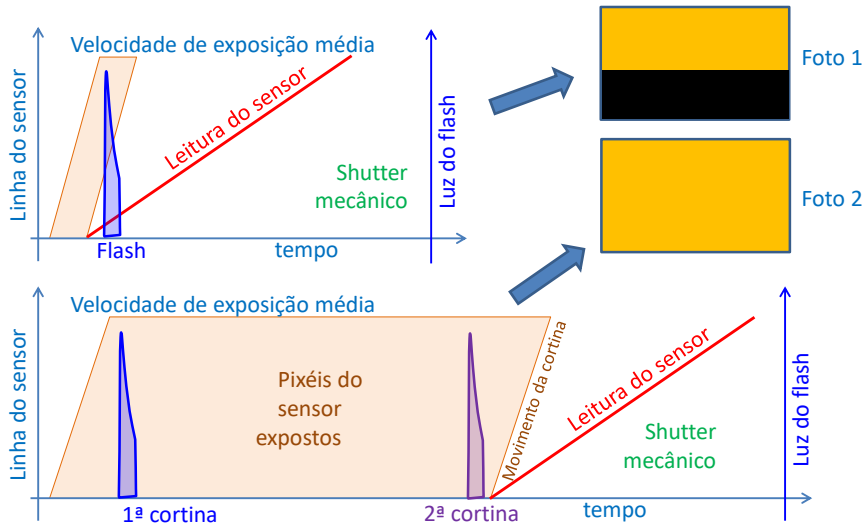 Velocidade de exposição média
Linha do sensor
Leitura do sensor
Shutter
mecânico
Luz do flash
Flash
tempo
Foto 1
Foto 2
Velocidade de exposição média
Linha do sensor
Pixéis do
sensor
expostos
Movimento da cortina
Leitura do sensor
Shutter
mecânico
Luz do flash
1ª cortina
2ª cortina
tempo